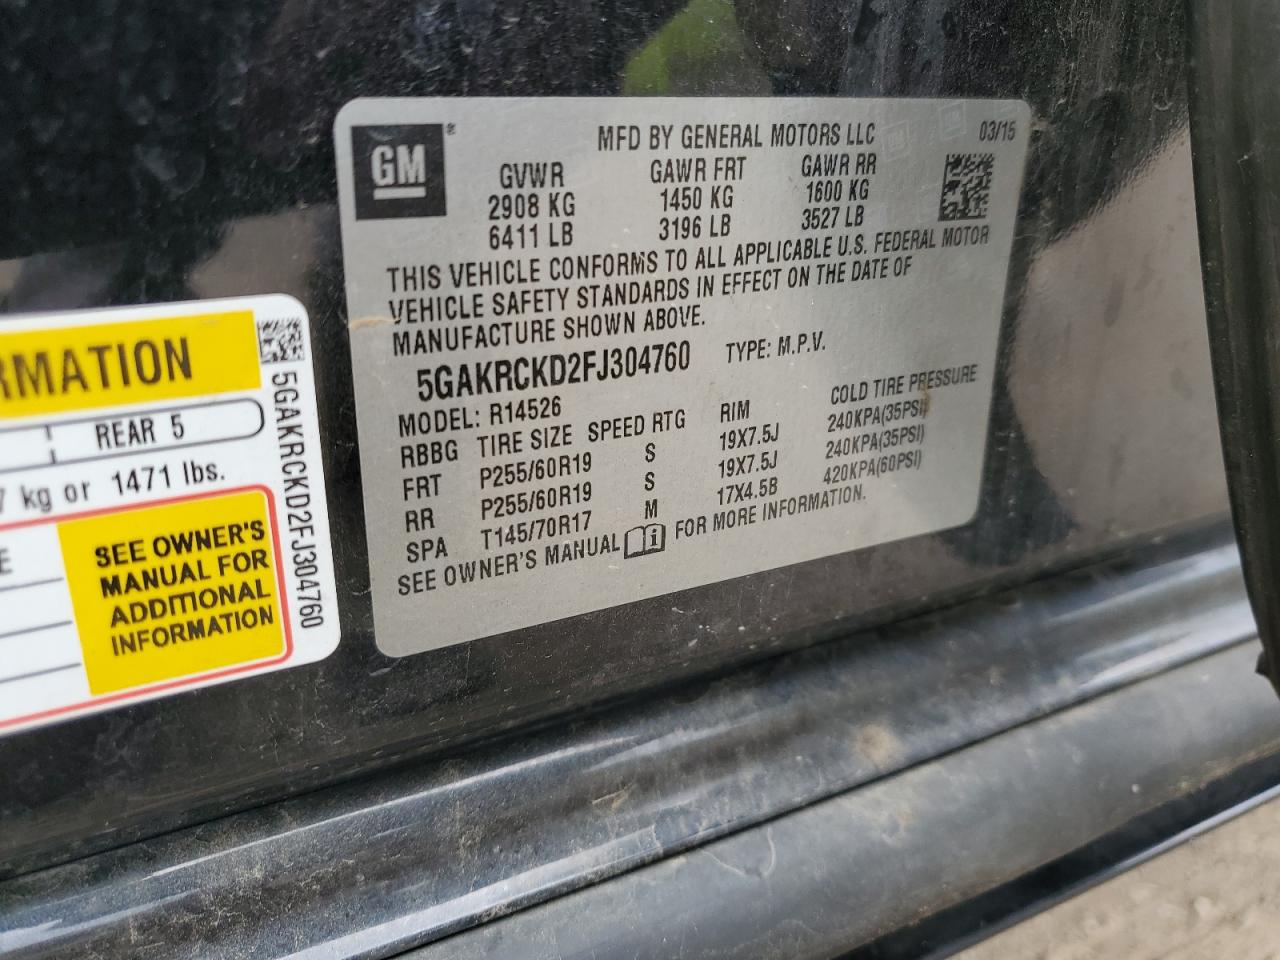 GM ®
MFD BY GENERAL MOTORS LLC 03/15
GVWR GAWR FRT GAWR RR
2908 KG 1450 KG 1600 KG
6411 LB 3196 LB 3527 LB
THIS VEHICLE CONFORMS TO ALL APPLICABLE U.S. FEDERAL MOTOR
VEHICLE SAFETY STANDARDS IN EFFECT ON THE DATE OF
MANUFACTURE SHOWN ABOVE.
5GAKRCKD2FJ304760 TYPE: M.P.V.
MODEL: R14526
RBBG TIRE SIZE SPEED RTG RIM COLD TIRE PRESSURE
FRT P255/60R19 S 19X7.5J 240KPA(35PSI)
RR P255/60R19 S 19X7.5J 240KPA(35PSI)
SPA T145/70R17 M 17X4.5B 420KPA(60PSI)
SEE OWNER'S MANUAL i FOR MORE INFORMATION.
REAR 5
kg or 1471 lbs.
SEE OWNER'S
MANUAL FOR
ADDITIONAL
INFORMATION
5GAKRCKD2FJ304760